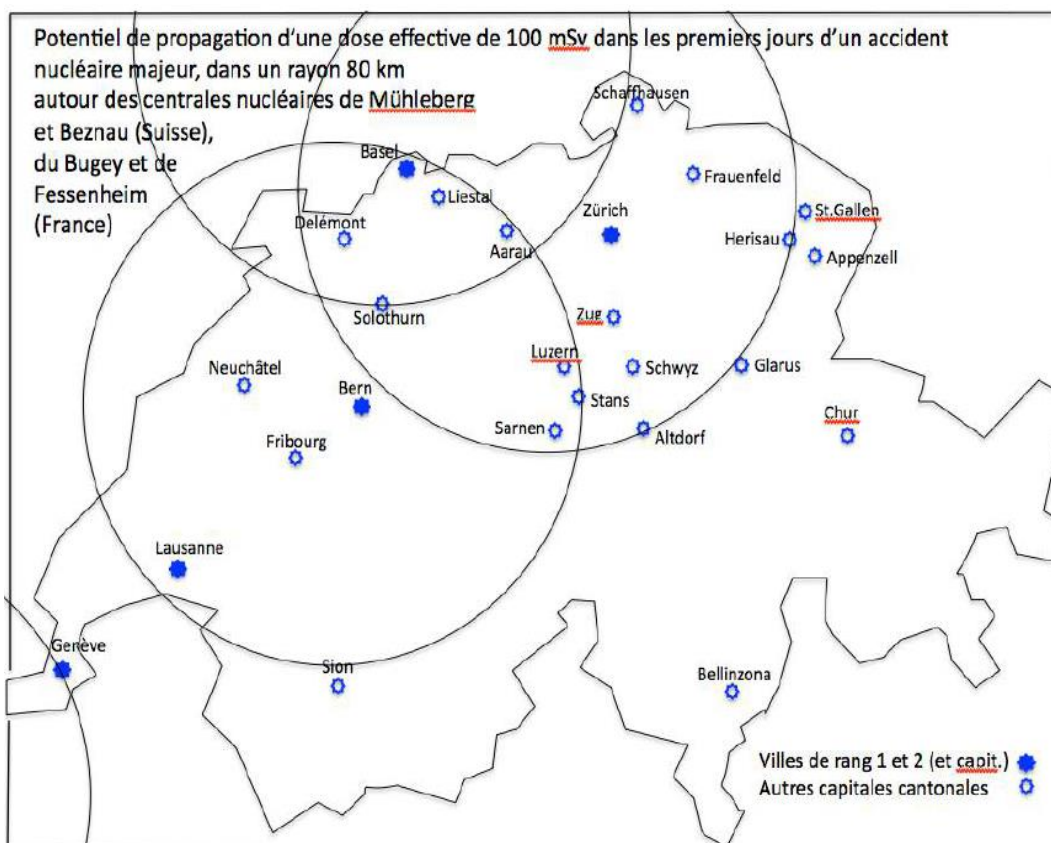 Potentiel de propagation d’une dose effective de 100 mSv dans les premiers jours d’un accident
nucléaire majeur, dans un rayon 80 km
autour des centrales nucléaires de Mühleberg
et Beznau (Suisse),
du Bugey et de
Fessenheim
(France)
Schaffhausen
Basel
Frauenfeld
Liestal
Zürich
St.Gallen
Delémont
Aarau
Herisau
Appenzell
Solothurn
Zug
Luzern
Neuchâtel
Schwyz
Glarus
Bern
Stans
Chur
Sarnen
Altdorf
Fribourg
Lausanne
Genève
Sion
Bellinzona
Villes de rang 1 et 2 (et capit.)
Autres capitales cantonales